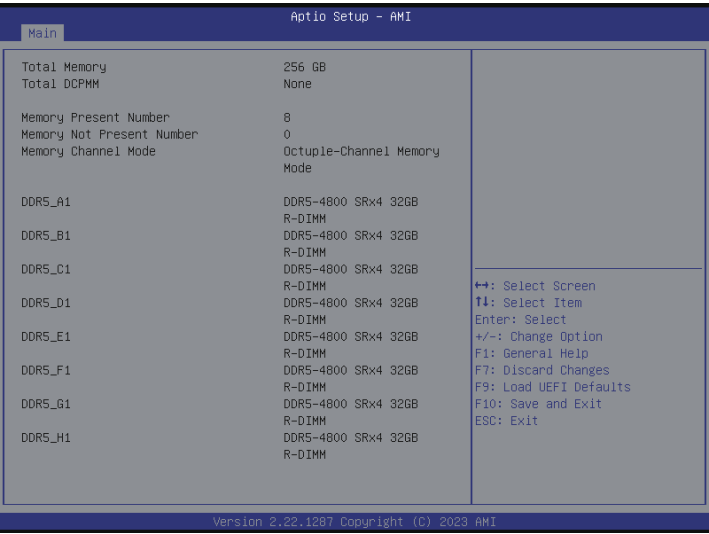 Aptio Setup – AMI
Main
Total Memory 256 GB
Total DCPMM None
Memory Present Number 8
Memory Not Present Number 0
Memory Channel Mode Octuple-Channel Memory
Mode
DDR5_A1 DDR5-4800 SRx4 32GB
R-DIMM
DDR5_B1 DDR5-4800 SRx4 32GB
R-DIMM
DDR5_C1 DDR5-4800 SRx4 32GB
R-DIMM
DDR5_D1 DDR5-4800 SRx4 32GB
R-DIMM
DDR5_E1 DDR5-4800 SRx4 32GB
R-DIMM
DDR5_F1 DDR5-4800 SRx4 32GB
R-DIMM
DDR5_G1 DDR5-4800 SRx4 32GB
R-DIMM
DDR5_H1 DDR5-4800 SRx4 32GB
R-DIMM
↔: Select Screen
↑↓: Select Item
Enter: Select
+/-: Change Option
F1: General Help
F7: Discard Changes
F9: Load UEFI Defaults
F10: Save and Exit
ESC: Exit
Version 2.22.1287 Copyright (C) 2023 AMI